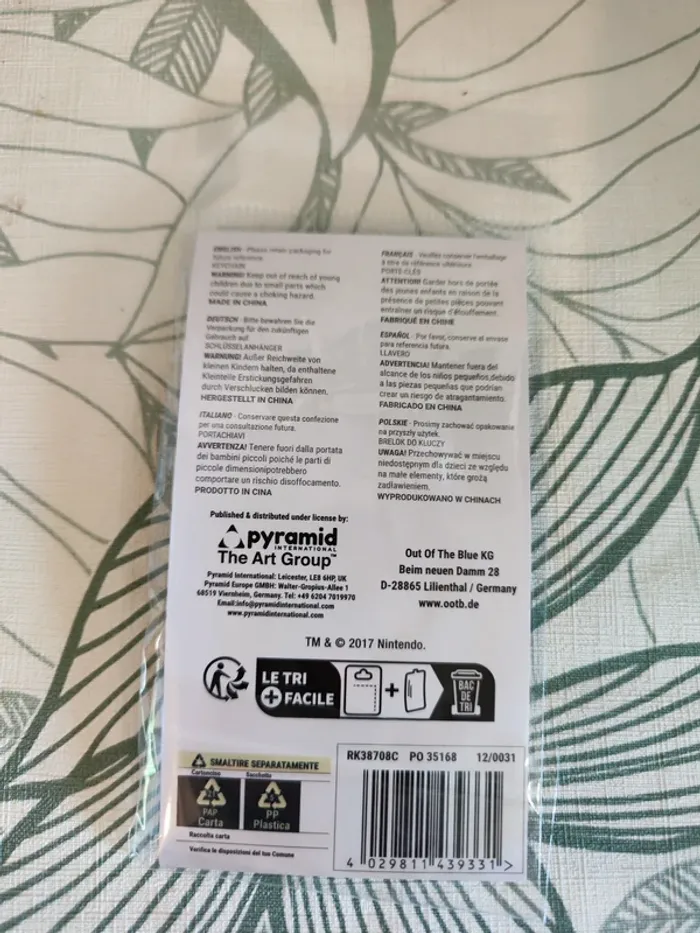 ENGLISH - Please retain packaging for
future reference.
KEYCHAIN
WARNING! Keep out of reach of young
children due to small parts which
could cause a choking hazard.
MADE IN CHINA
DEUTSCH - Bitte bewahren Sie die
Verpackung für den zukünftigen
Gebrauch auf
SCHLÜSSELANHÄNGER
WARNUNG! Außer Reichweite von
kleinen Kindern halten, da enthaltene
Kleinteile Erstickungsgefahren
durch Verschlucken bilden können.
HERGESTELLT IN CHINA
ITALIANO - Conservare questa confezione
per una consultazione futura.
PORTACHIAVI
AVVERTENZA! Tenere fuori dalla portata
dei bambini piccoli poiché le parti di
piccole dimensionipotrebbero
comportare un rischio disoffocamento.
PRODOTTO IN CINA
FRANÇAIS - Veuillez conserver l'emballage
à titre de référence ultérieure
PORTE-CLÉS
ATTENTION! Garder hors de portée
des jeunes enfants en raison de la
présence de petites pièces pouvant
entraîner un risque d'étouffement.
FABRIQUÉ EN CHINE
ESPAÑOL - Por favor, conserve el envase
para referencia futura.
LLAVERO
ADVERTENCIA! Mantener fuera del
alcance de los niños pequeños,debido
a las piezas pequeñas que podrían
crear un riesgo de atragantamiento.
FABRICADO EN CHINA
POLSKIE - Prosimy zachować opakowanie
na przyszły użytek.
BRELOK DO KLUCZY
UWAGA! Przechowywać w miejscu
niedostępnym dla dzieci ze względu
na małe elementy, które grożą
zadławieniem.
WYPRODUKOWANO W CHINACH
Published & distributed under license by:
pyramid
INTERNATIONAL
The Art Group™
Pyramid International: Leicester, LE8 6HP, UK
Pyramid Europe GMBH: Walter-Gropius-Allee 1
68519 Viernheim, Germany. Tel: +49 6204 7019970
Email:info@pyramidinternational.com
www.pyramidinternational.com
Out Of The Blue KG
Beim neuen Damm 28
D-28865 Lilienthal / Germany
www.ootb.de
TM & © 2017 Nintendo.
LE TRI
+ FACILE
+
BAC
DE
TRI
SMALTIRE SEPARATAMENTE
Cartoncino Sacchetto
PAP
Carta
5
PP
Plastica
Raccolta carta
Verifica le disposizioni del tuo Comune
RK38708C PO 35168 12/0031
4 029811 439331 >